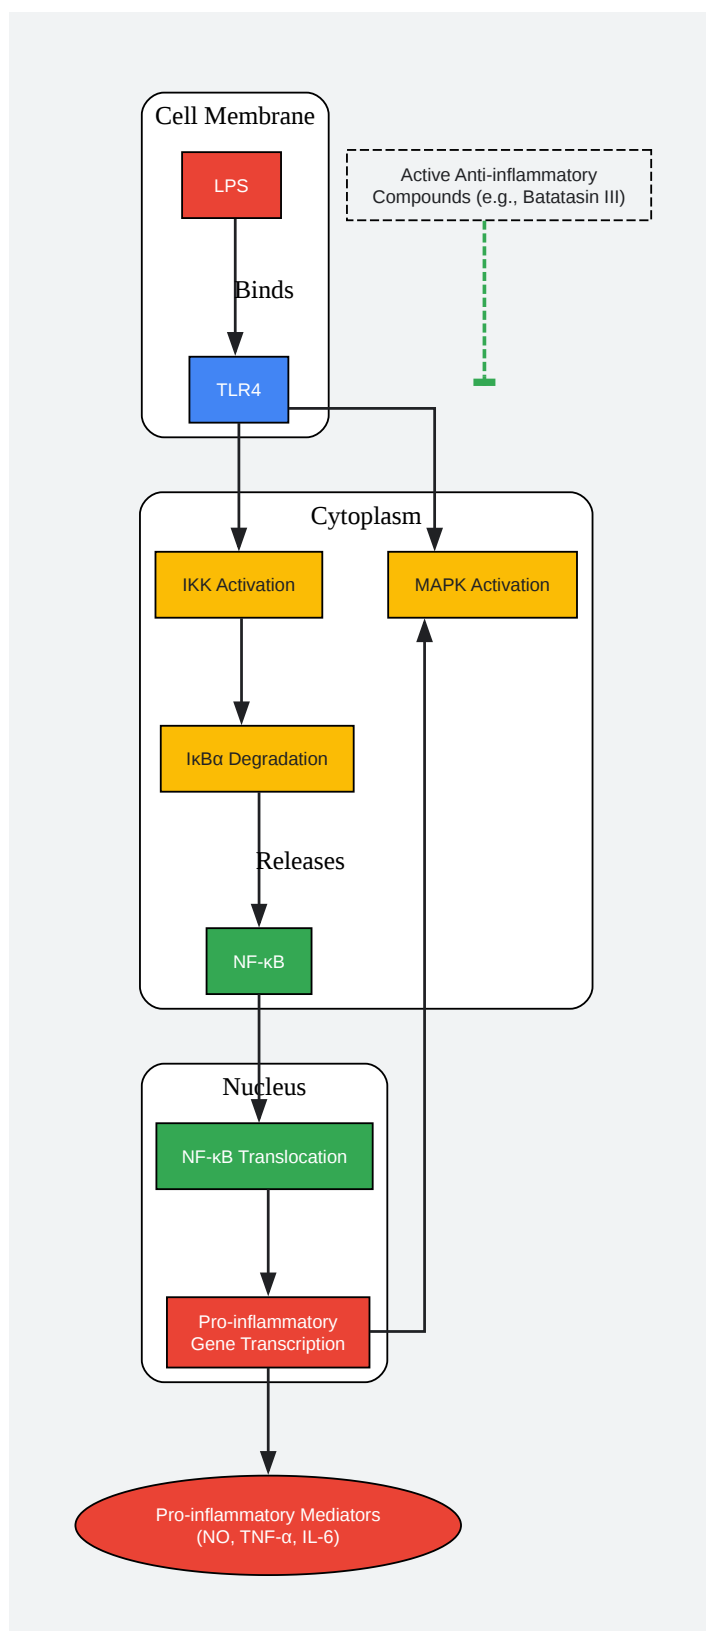 Cell Membrane
LPS
Active Anti-inflammatory
Compounds (e.g., Batatasin III)
Binds
TLR4
Cytoplasm
IKK Activation
MAPK Activation
IκBα Degradation
Releases
NF-κB
Nucleus
NF-κB Translocation
Pro-inflammatory
Gene Transcription
Pro-inflammatory Mediators
(NO, TNF-α, IL-6)